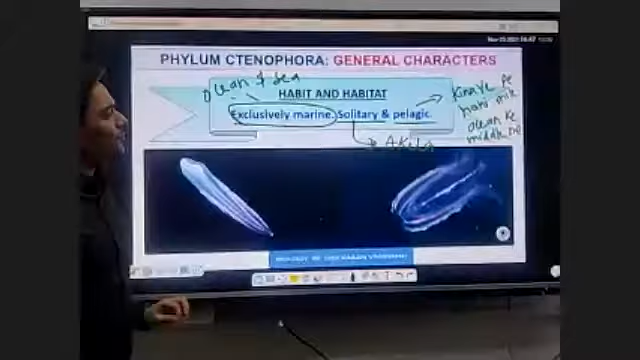 PHYLUM CTENOPHORA: GENERAL CHARACTERS
Ocean & Sea
HABIT AND HABITAT
Exclusively marine. Solitary & pelagic.
Kinare pe
nahi mile
ocean ke
middle me
Akela